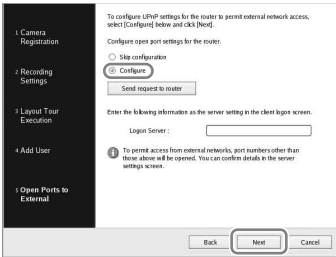 To configure UPnP settings for the router to permit external network access,
select [Configure] below and click [Next].
1 Camera
Registration
Configure open port settings for the router.
Skip configuration
Configure
2 Recording
Settings
Send request to router
3 Layout Tour
Execution
Enter the following information as the server setting in the client logon screen.
Logon Server :
To permit access from external networks, port numbers other than
those above will be opened. You can confirm details in the server
settings screen.
4 Add User
5 Open Ports to
External
Back
Next
Cancel